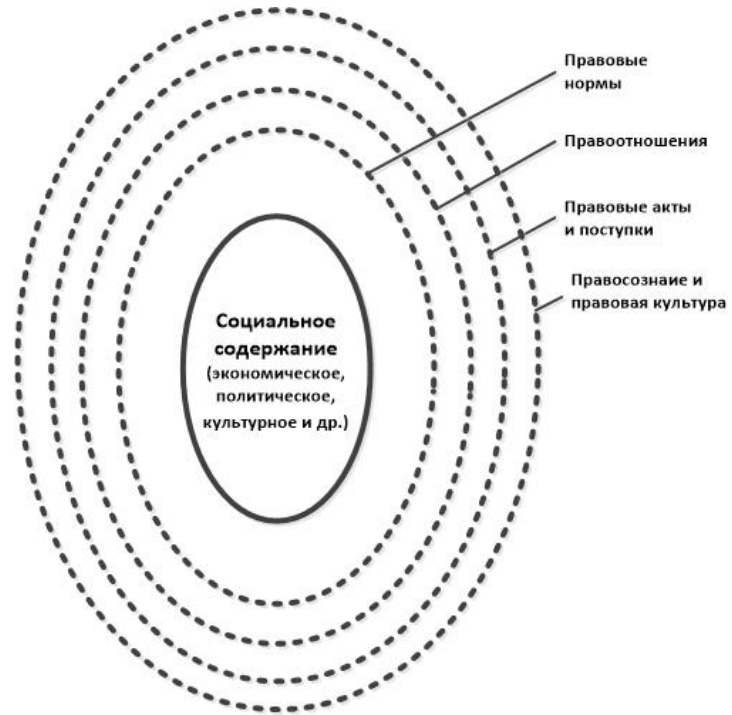 Правовые
нормы
Правоотношения
Правовые акты
и поступки
Правосознаие и
правовая культура
Социальное
содержание
(экономическое,
политическое,
культурное и др.)